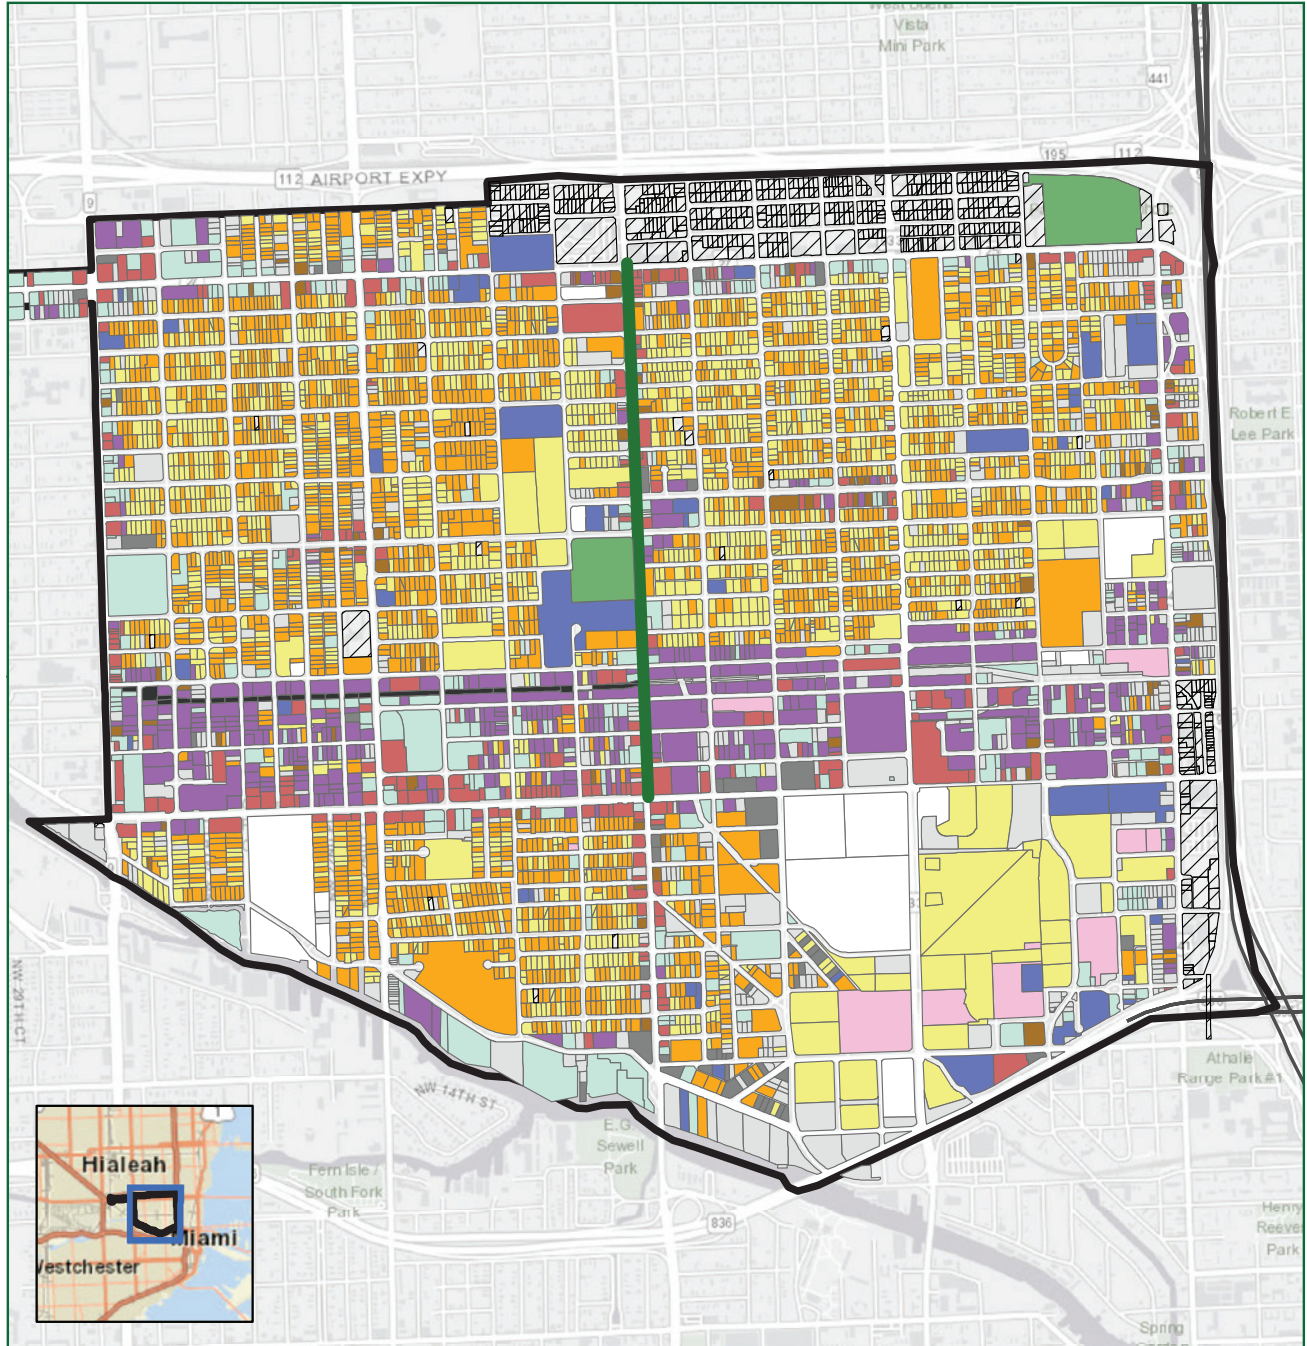 Vista
Mini Park
441
195
112
112 AIRPORT EXPY
9
Robert E
Lee Park
NW 29TH CT
NW 14TH ST
Athalie
Range Park #1
E.G.
Sewell
Park
Fern Isle /
South Fork
Park
836
Henry
Reeves
Park
Spring
1
Hialeah
Miami
Westchester